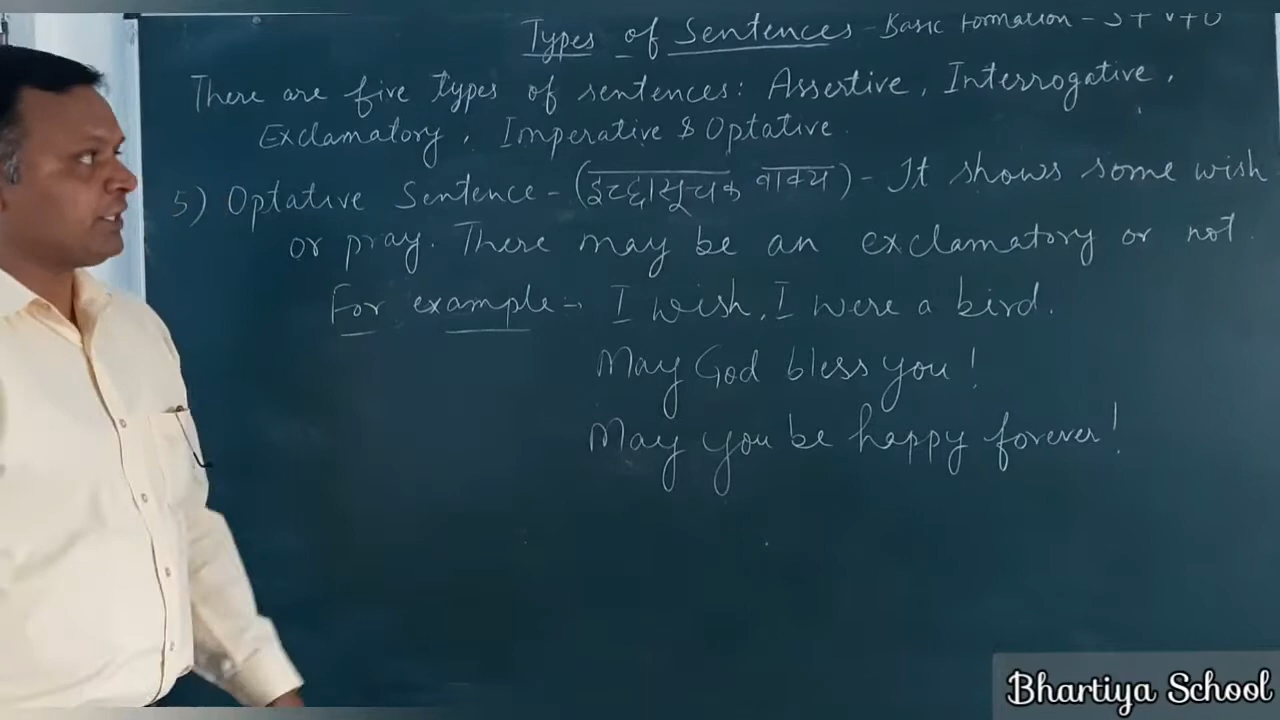 Types of Sentences - Basic Formation - S + V + O
There are five types of sentences: Assertive, Interrogative,
Exclamatory, Imperative & Optative.
5) Optative Sentence - (इच्छासूचक वाक्य) - It shows some wish
or pray. There may be an exclamatory or not.
For example:- I wish, I were a bird.
May God bless you!
May you be happy forever!
Bhartiya School